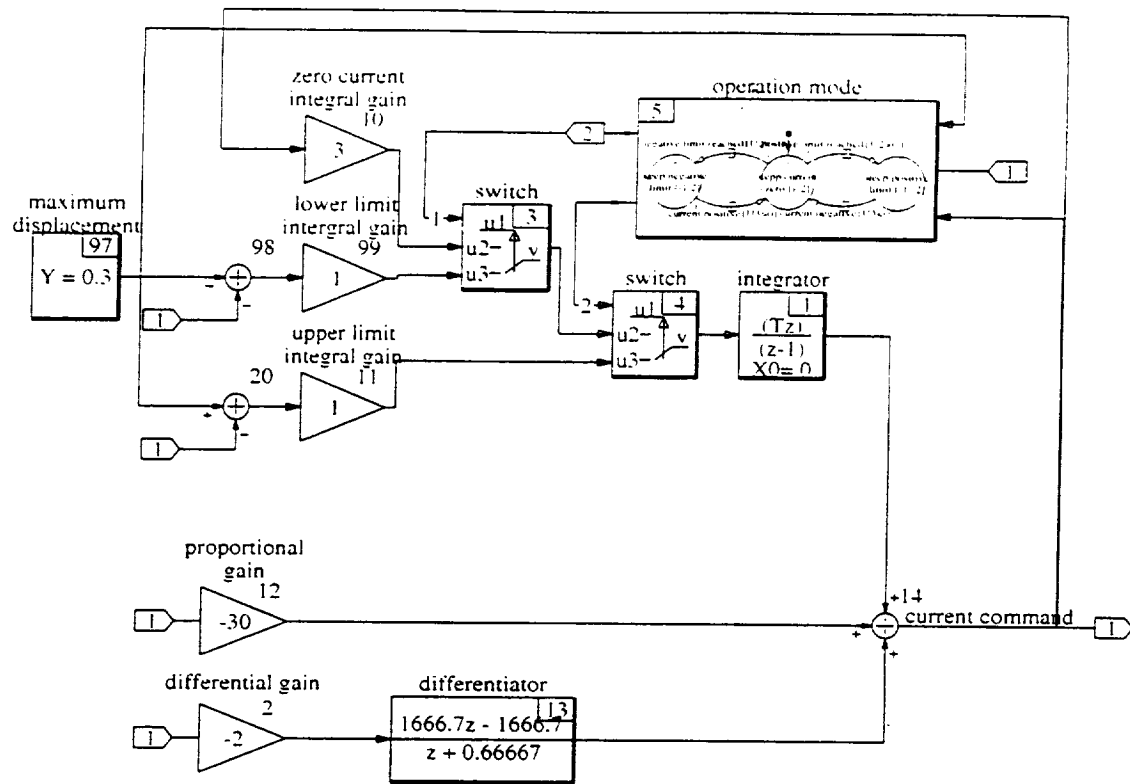 zero current
integral gain
10
3
operation mode
5
2
1
maximum
displacement
97
Y = 0.3
98
lower limit
intergral gain
99
1
1
switch
3
1
u1
u2
u3
v
switch
4
2
u1
u2
u3
v
integrator
1
(Tz)
(z-1)
X0= 0
upper limit
integral gain
20
11
1
1
proportional
gain
12
1
-30
+14
current command
1
differential gain
2
1
-2
differentiator
13
1666.7z - 1666.7
z + 0.66667